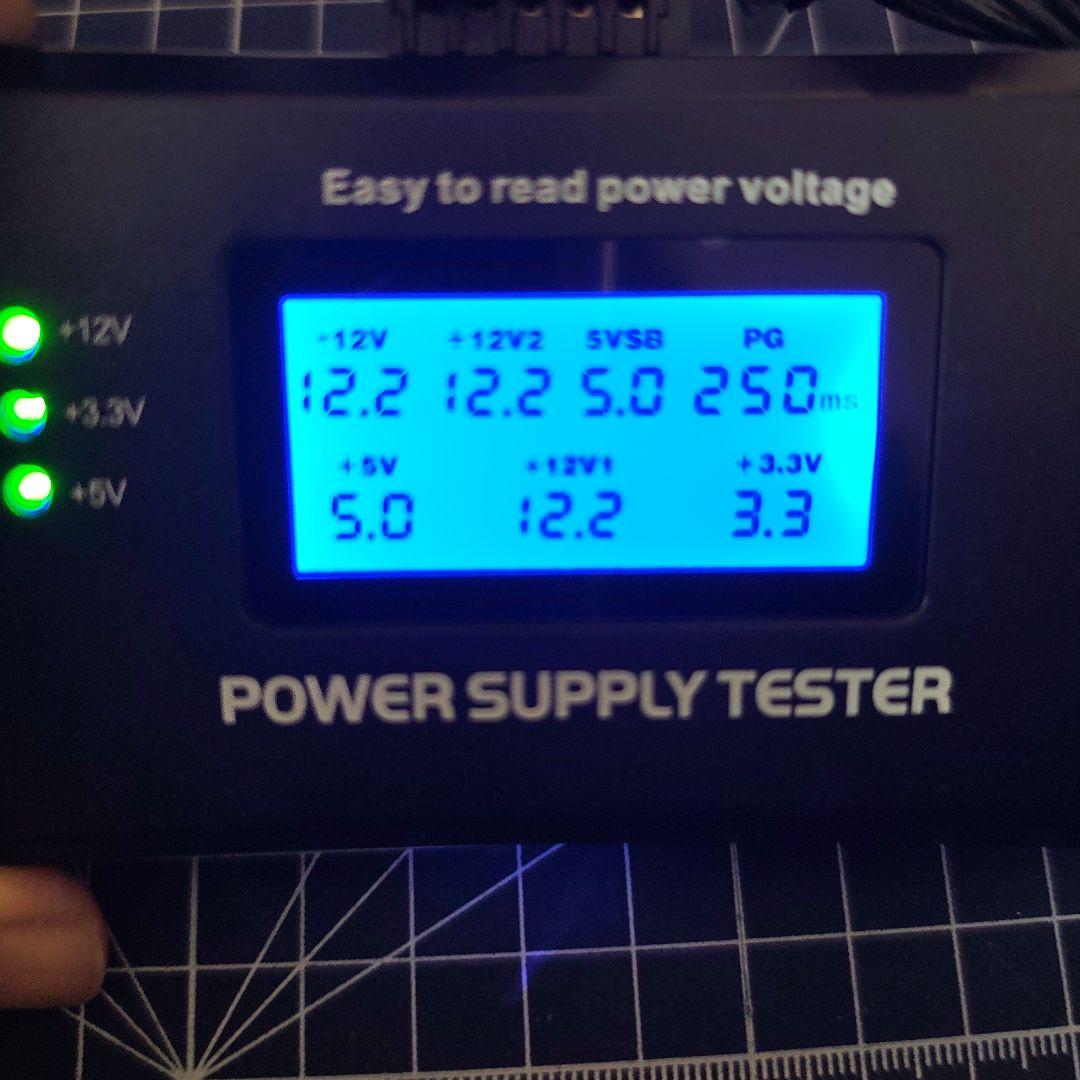 Easy to read power voltage
+12V
+3.3V
+5V
-12V +12V2 5VSB PG
12.2 12.2 5.0 250ms
+5V +12V1 +3.3V
5.0 12.2 3.3
POWER SUPPLY TESTER